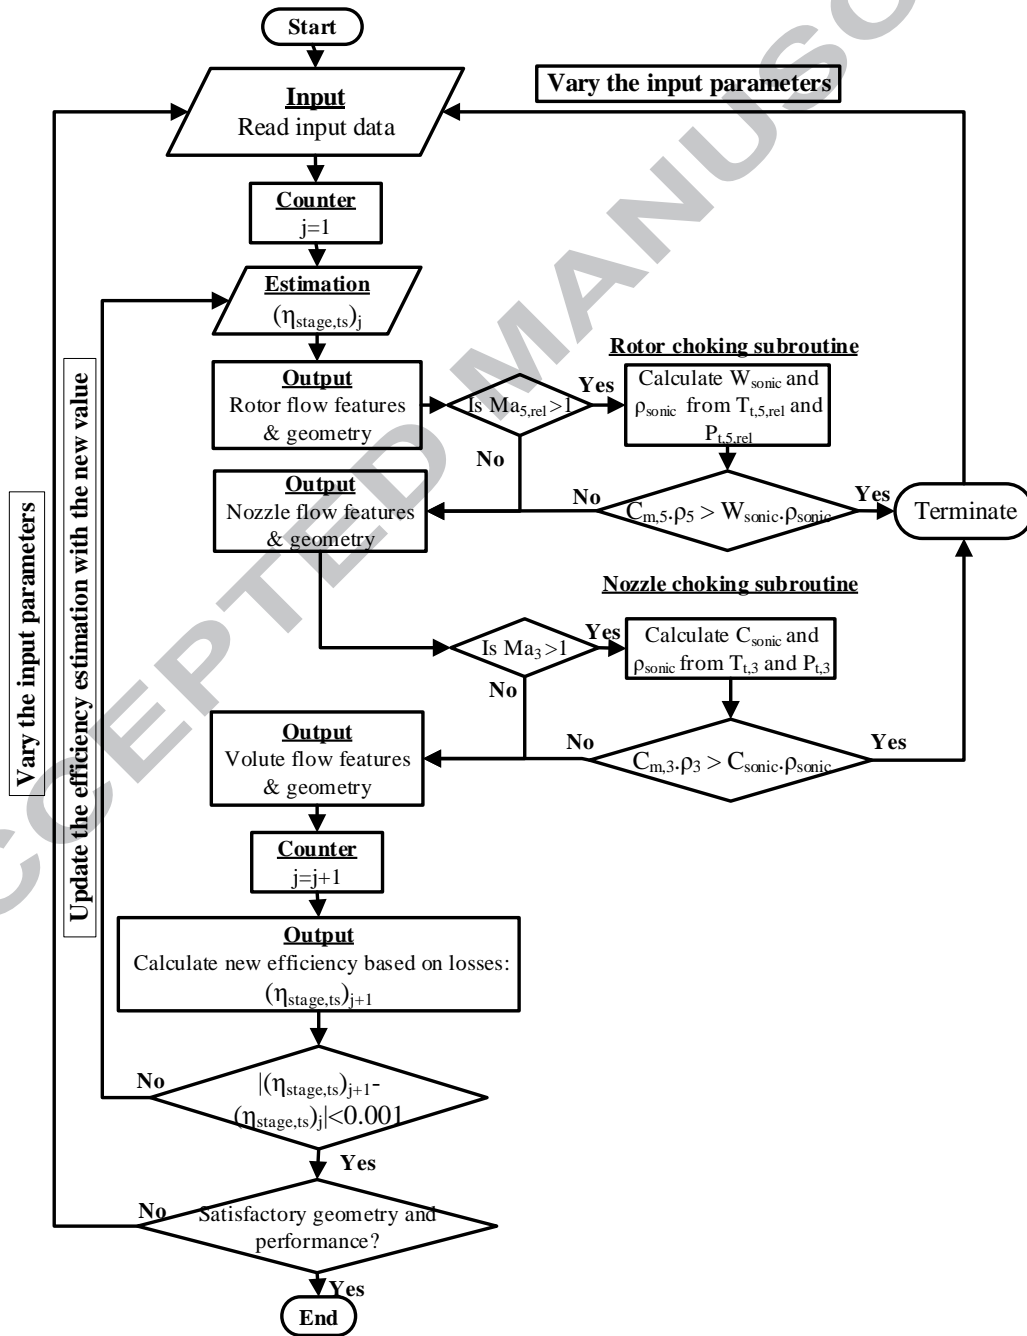 Start
Vary the input parameters
Input
Read input data
Counter
j=1
Estimation
(η_stage,ts)_j
Rotor choking subroutine
Output
Rotor flow features
& geometry
Is Ma_5,rel >1
Yes
Calculate W_sonic and
ρ_sonic from T_t,5,rel and
P_t,5,rel
No
Output
Nozzle flow features
& geometry
No
C_m,5.ρ_5 > W_sonic.ρ_sonic
Yes
Terminate
Nozzle choking subroutine
Is Ma_3 >1
Yes
Calculate C_sonic and
ρ_sonic from T_t,3 and P_t,3
No
Output
Volute flow features
& geometry
No
C_m,3.ρ_3 > C_sonic.ρ_sonic
Yes
Counter
j=j+1
Output
Calculate new efficiency based on losses:
(η_stage,ts)_j+1
No
|(η_stage,ts)_j+1-
(η_stage,ts)_j|<0.001
Yes
No
Satisfactory geometry and
performance?
Yes
End
Vary the input parameters
Update the efficiency estimation with the new value
CCEPTED MANUSC